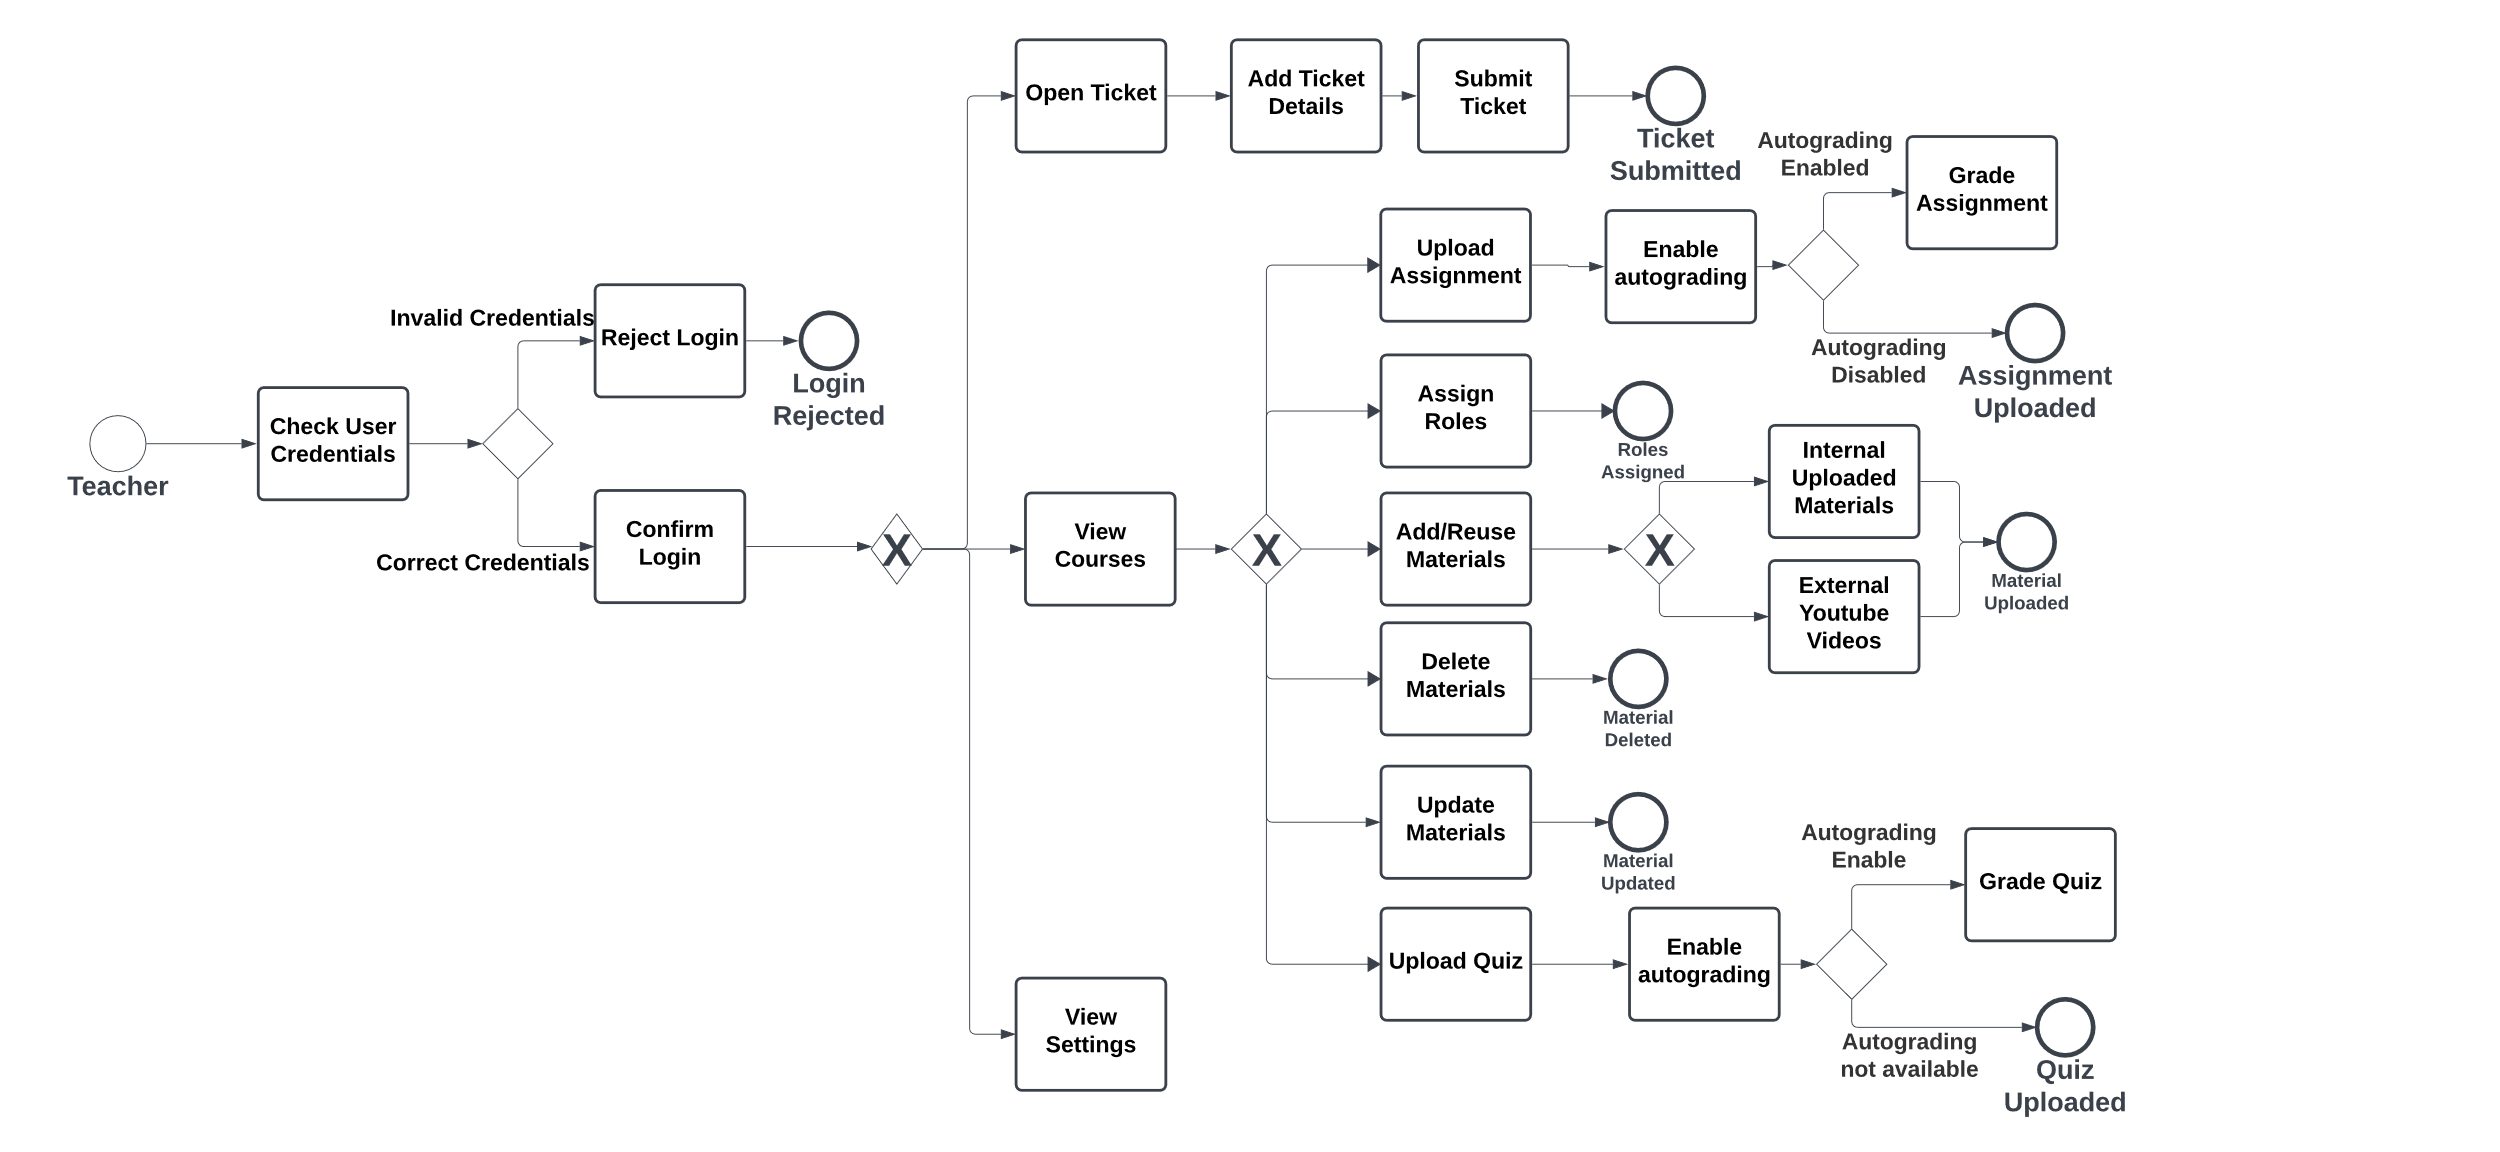 Open Ticket
Add Ticket
Details
Submit
Ticket
Ticket
Submitted
Autograding
Enabled
Grade
Assignment
Upload
Assignment
Enable
autograding
Autograding
Disabled
Assignment
Uploaded
Invalid Credentials
Reject Login
Login
Rejected
Teacher
Check User
Credentials
Correct Credentials
Confirm
Login
X
View
Courses
X
Assign
Roles
Roles
Assigned
Add/Reuse
Materials
X
Internal
Uploaded
Materials
External
Youtube
Videos
Material
Uploaded
Delete
Materials
Material
Deleted
Update
Materials
Material
Updated
Upload Quiz
Enable
autograding
Autograding
Enable
Grade Quiz
Autograding
not available
Quiz
Uploaded
View
Settings